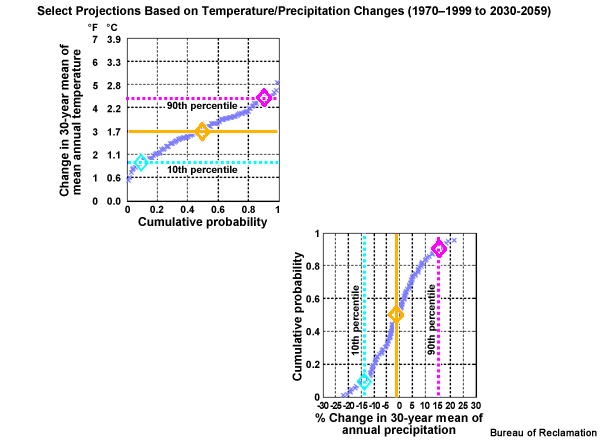 Select Projections Based on Temperature/Precipitation Changes (1970–1999 to 2030-2059)
°F °C
7 3.9
6 3.3
5 2.8
4 2.2
3 1.7
2 1.1
1 0.6
0 0.0
Change in 30-year mean of
mean annual temperature
90th percentile
10th percentile
0 0.2 0.4 0.6 0.8 1
Cumulative probability
1
0.8
0.6
0.4
0.2
0
Cumulative probability
10th percentile
90th percentile
-30 -25 -20 -15 -10 -5 0 5 10 15 20 25 30
% Change in 30-year mean of
annual precipitation
Bureau of Reclamation